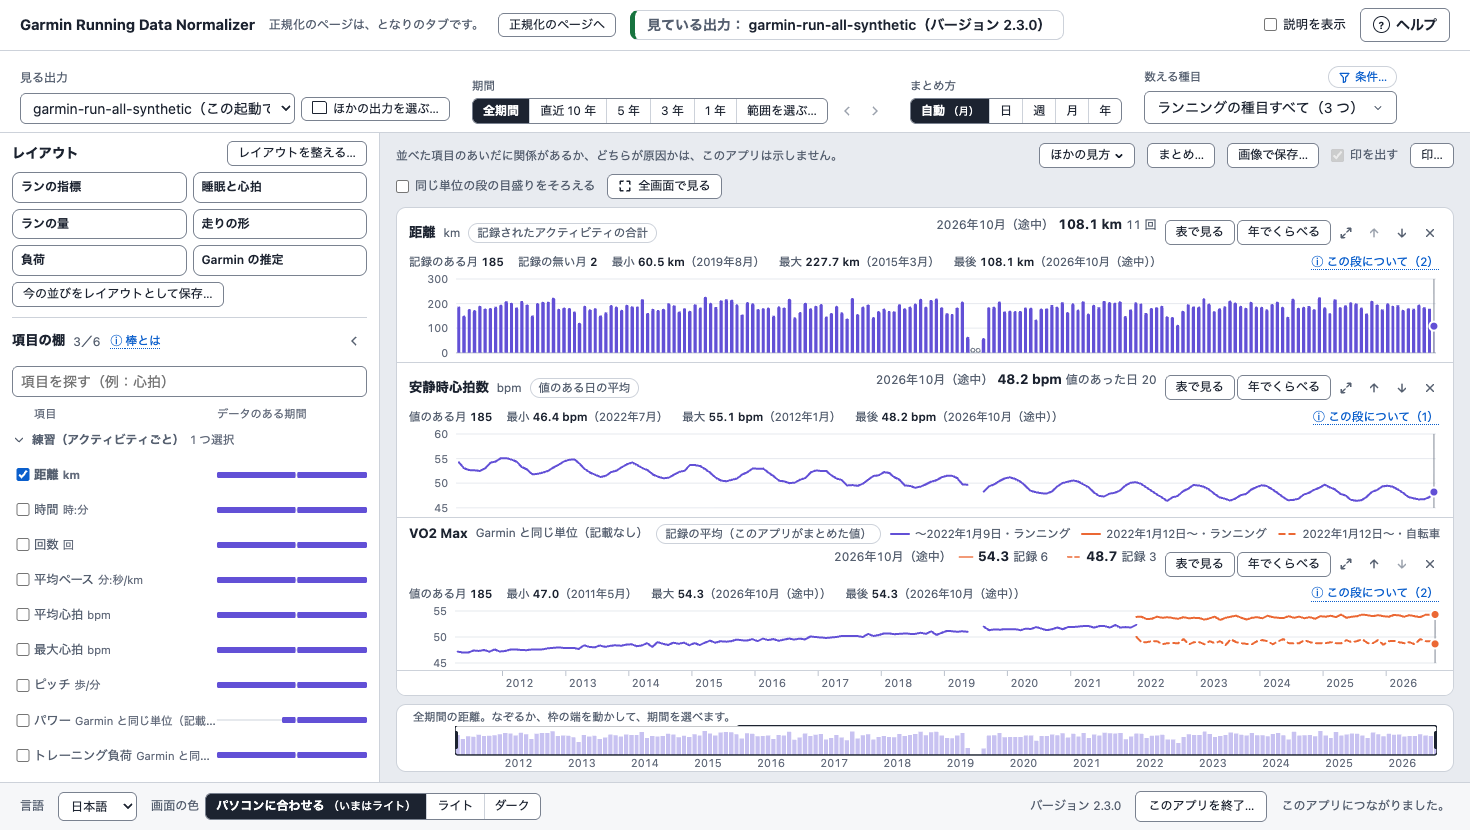 Garmin Running Data Normalizer 正規化のページは、となりのタブです。 正規化のページへ 見ている出力： garmin-run-all-synthetic（バージョン 2.3.0） 説明を表示 ? ヘルプ
見る出力
garmin-run-all-synthetic（この起動で ほかの出力を選ぶ...
期間
全期間 直近 10 年 5 年 3 年 1 年 範囲を選ぶ...
まとめ方
自動（月） 日 週 月 年
数える種目 条件...
ランニングの種目すべて（3 つ）
レイアウト レイアウトを整える...
ランの指標 睡眠と心拍
ランの量 走りの形
負荷 Garmin の推定
今の並びをレイアウトとして保存...
項目の棚 3／6 ⓘ 棒とは
項目を探す（例：心拍）
項目 データのある期間
練習（アクティビティごと） 1 つ選択
距離 km
時間 時:分
回数 回
平均ペース 分:秒/km
平均心拍 bpm
最大心拍 bpm
ピッチ 歩/分
パワー Garmin と同じ単位（記載...
トレーニング負荷 Garmin と同...
並べた項目のあいだに関係があるか、どちらが原因かは、このアプリは示しません。 ほかの見方 まとめ... 画像で保存... 印を出す 印...
同じ単位の段の目盛りをそろえる 全画面で見る
距離 km 記録されたアクティビティの合計 2026年10月（途中） 108.1 km 11 回 表で見る 年でくらべる
記録のある月 185 記録の無い月 2 最小 60.5 km（2019年8月） 最大 227.7 km（2015年3月） 最後 108.1 km（2026年10月（途中）） ⓘ この段について（2）
300
200
100
0
安静時心拍数 bpm 値のある日の平均 2026年10月（途中） 48.2 bpm 値のあった日 20 表で見る 年でくらべる
値のある月 185 最小 46.4 bpm（2022年7月） 最大 55.1 bpm（2012年1月） 最後 48.2 bpm（2026年10月（途中）） ⓘ この段について（1）
60
55
50
45
VO2 Max Garmin と同じ単位（記載なし） 記録の平均（このアプリがまとめた値） 〜2022年1月9日・ランニング 2022年1月12日〜・ランニング 2022年1月12日〜・自転車
2026年10月（途中） 54.3 記録 6 48.7 記録 3 表で見る 年でくらべる
値のある月 185 最小 47.0（2011年5月） 最大 54.3（2026年10月（途中）） 最後 54.3（2026年10月（途中）） ⓘ この段について（2）
55
50
45
2012 2013 2014 2015 2016 2017 2018 2019 2020 2021 2022 2023 2024 2025 2026
全期間の距離。なぞるか、枠の端を動かして、期間を選べます。
2012 2013 2014 2015 2016 2017 2018 2019 2020 2021 2022 2023 2024 2025 2026
言語 日本語 画面の色 パソコンに合わせる（いまはライト） ライト ダーク バージョン 2.3.0 このアプリを終了... このアプリにつながりました。